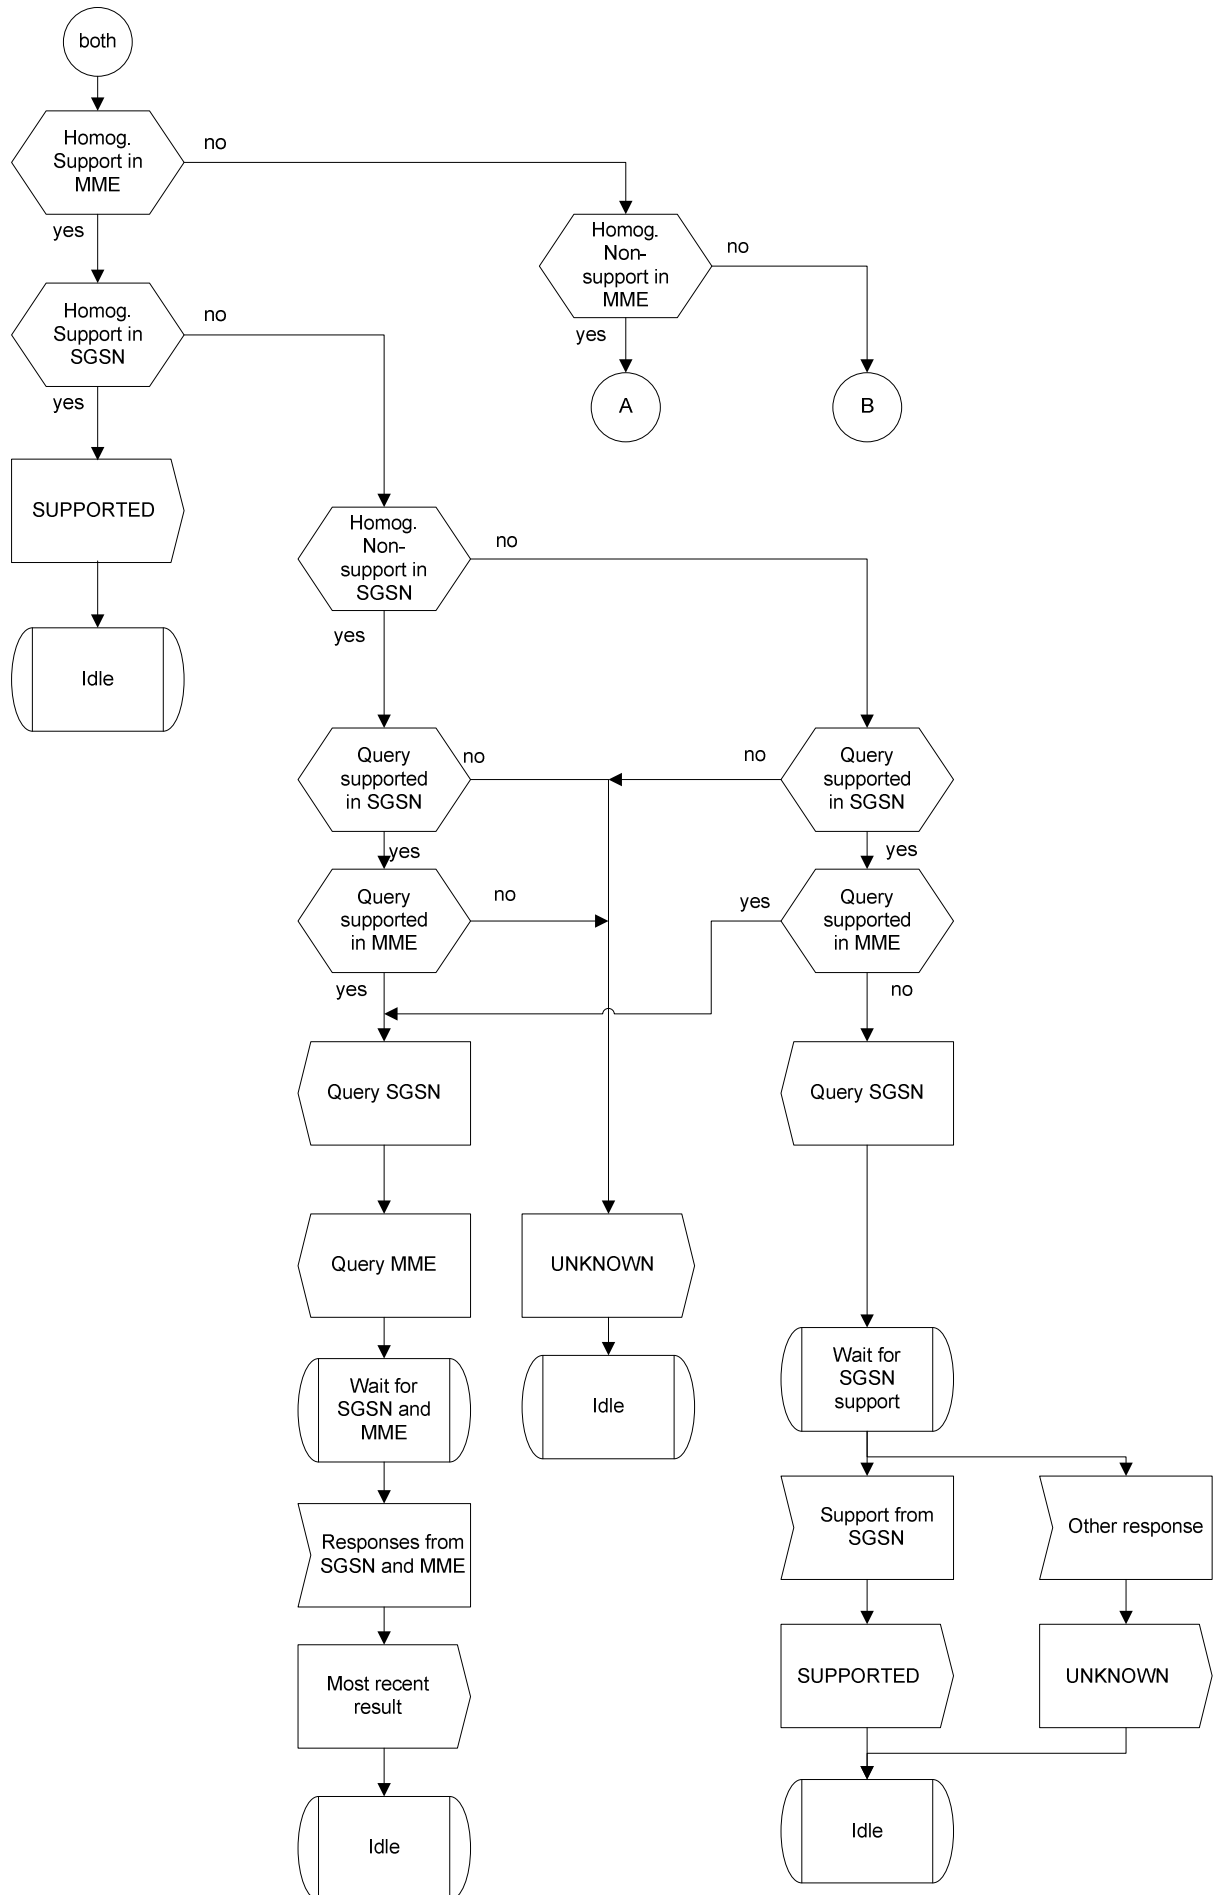 both
Homog.
Support in
MME
no
yes
Homog.
Non-
support in
MME
no
yes
Homog.
Support in
SGSN
no
yes
A
B
SUPPORTED
Homog.
Non-
support in
SGSN
no
yes
Idle
Query
supported
in SGSN
no
yes
no
Query
supported
in SGSN
yes
Query
supported
in MME
no
yes
yes
Query
supported
in MME
no
Query SGSN
Query SGSN
Query MME
UNKNOWN
Wait for
SGSN and
MME
Idle
Wait for
SGSN
support
Responses from
SGSN and MME
Support from
SGSN
Other response
Most recent
result
SUPPORTED
UNKNOWN
Idle
Idle